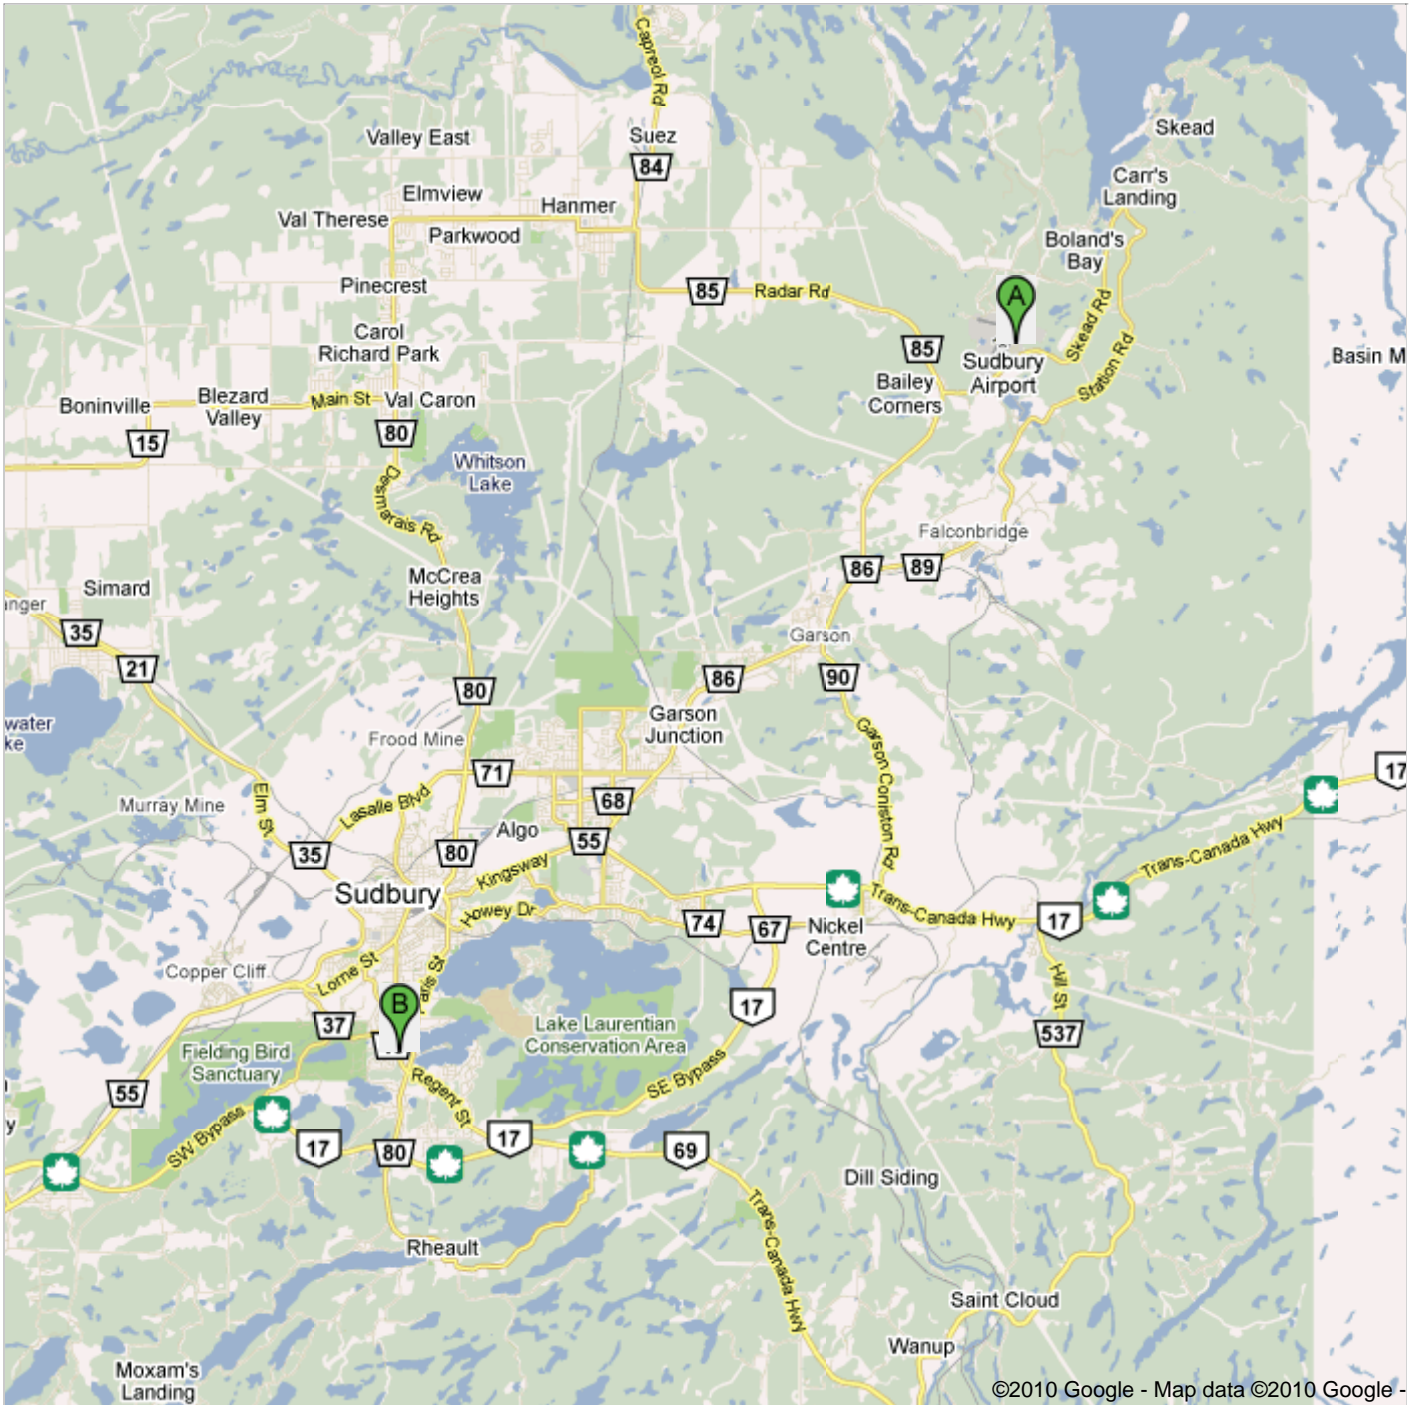 Capreol Rd
Valley East
Suez
Skead
84
Carr's
Landing
Elmview
Hanmer
Val Therese
Parkwood
Boland's
Bay
Pinecrest
85
Radar Rd
A
Carol
Richard Park
85
Skead Rd
Station Rd
Basin M
Sudbury
Airport
Bailey
Corners
Boninville
Blezard
Valley
Main St
Val Caron
15
80
Whitson
Lake
Desmarais Rd
Falconbridge
86
89
McCrea
Heights
Simard
anger
35
21
Garson
86
90
80
Garson
Junction
water
ke
Frood Mine
Garson Coniston Rd
71
17
Murray Mine
Elm St
Lasalle Blvd
68
Algo
55
Trans-Canada Hwy
35
80
Kingsway
Sudbury
Howey Dr
Trans-Canada Hwy
17
74
67
Nickel
Centre
Copper Cliff
Lorne St
aris St
Hill St
B
17
37
Lake Laurentian
Conservation Area
537
Fielding Bird
Sanctuary
55
Regent St
SE Bypass
y
SW Bypass
17
80
17
69
Dill Siding
Trans-Canada Hwy
Rheault
Saint Cloud
Wanup
Moxam's
Landing
©2010 Google - Map data ©2010 Google -